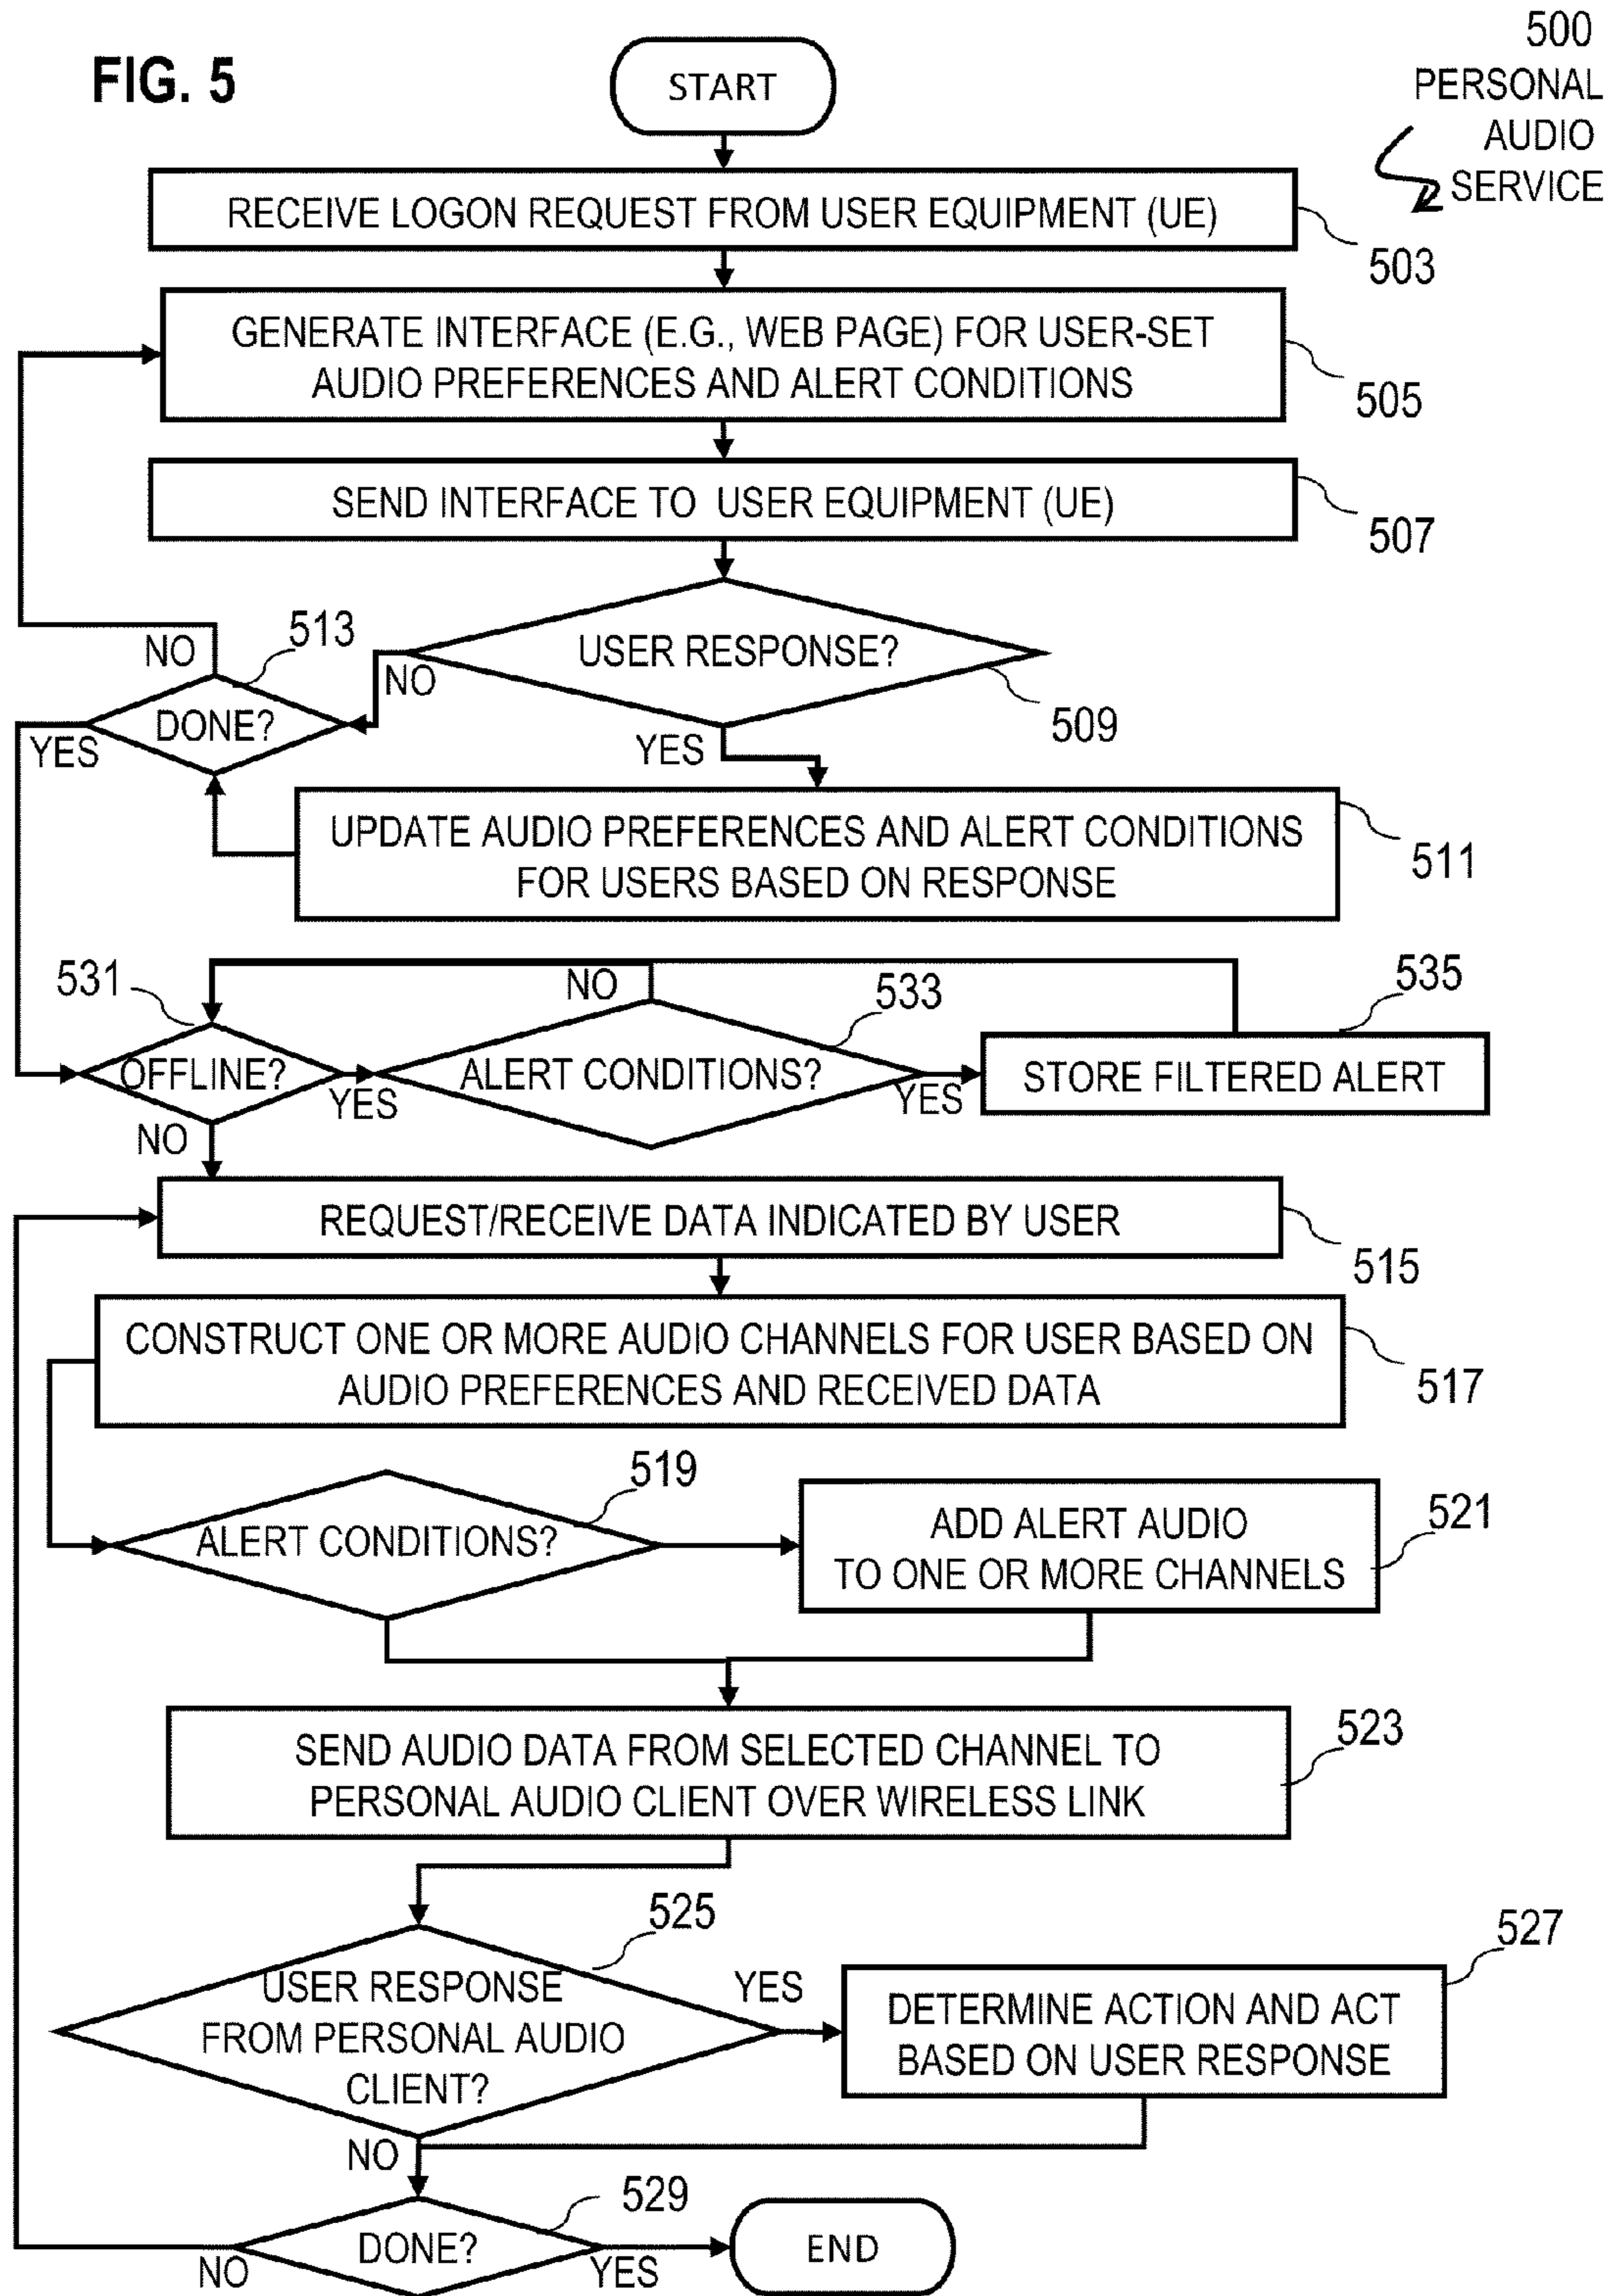 FIG. 5
500
PERSONAL
AUDIO
SERVICE
START
RECEIVE LOGON REQUEST FROM USER EQUIPMENT (UE)
503
GENERATE INTERFACE (E.G., WEB PAGE) FOR USER-SET
AUDIO PREFERENCES AND ALERT CONDITIONS
505
SEND INTERFACE TO USER EQUIPMENT (UE)
507
USER RESPONSE?
509
NO
YES
513
DONE?
NO
YES
UPDATE AUDIO PREFERENCES AND ALERT CONDITIONS
FOR USERS BASED ON RESPONSE
511
531
OFFLINE?
YES
NO
533
ALERT CONDITIONS?
NO
YES
535
STORE FILTERED ALERT
REQUEST/RECEIVE DATA INDICATED BY USER
515
CONSTRUCT ONE OR MORE AUDIO CHANNELS FOR USER BASED ON
AUDIO PREFERENCES AND RECEIVED DATA
517
519
ALERT CONDITIONS?
ADD ALERT AUDIO
TO ONE OR MORE CHANNELS
521
SEND AUDIO DATA FROM SELECTED CHANNEL TO
PERSONAL AUDIO CLIENT OVER WIRELESS LINK
523
525
USER RESPONSE
FROM PERSONAL AUDIO
CLIENT?
YES
NO
527
DETERMINE ACTION AND ACT
BASED ON USER RESPONSE
529
DONE?
NO
YES
END